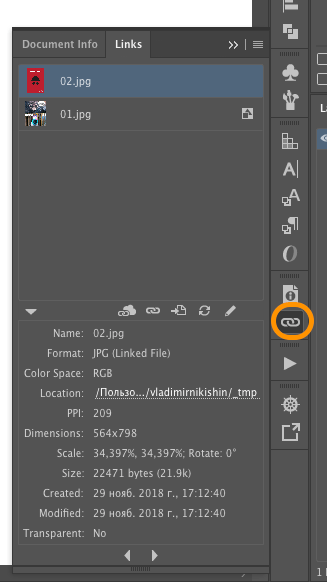 Document Info Links
02.jpg
01.jpg
Name: 02.jpg
Format: JPG (Linked File)
Color Space: RGB
Location: /Пользо.../vladimirnikishin/_tmp
PPI: 209
Dimensions: 564x798
Scale: 34,397%, 34,397%; Rotate: 0°
Size: 22471 bytes (21.9k)
Created: 29 нояб. 2018 г., 17:12:40
Modified: 29 нояб. 2018 г., 17:12:40
Transparent: No